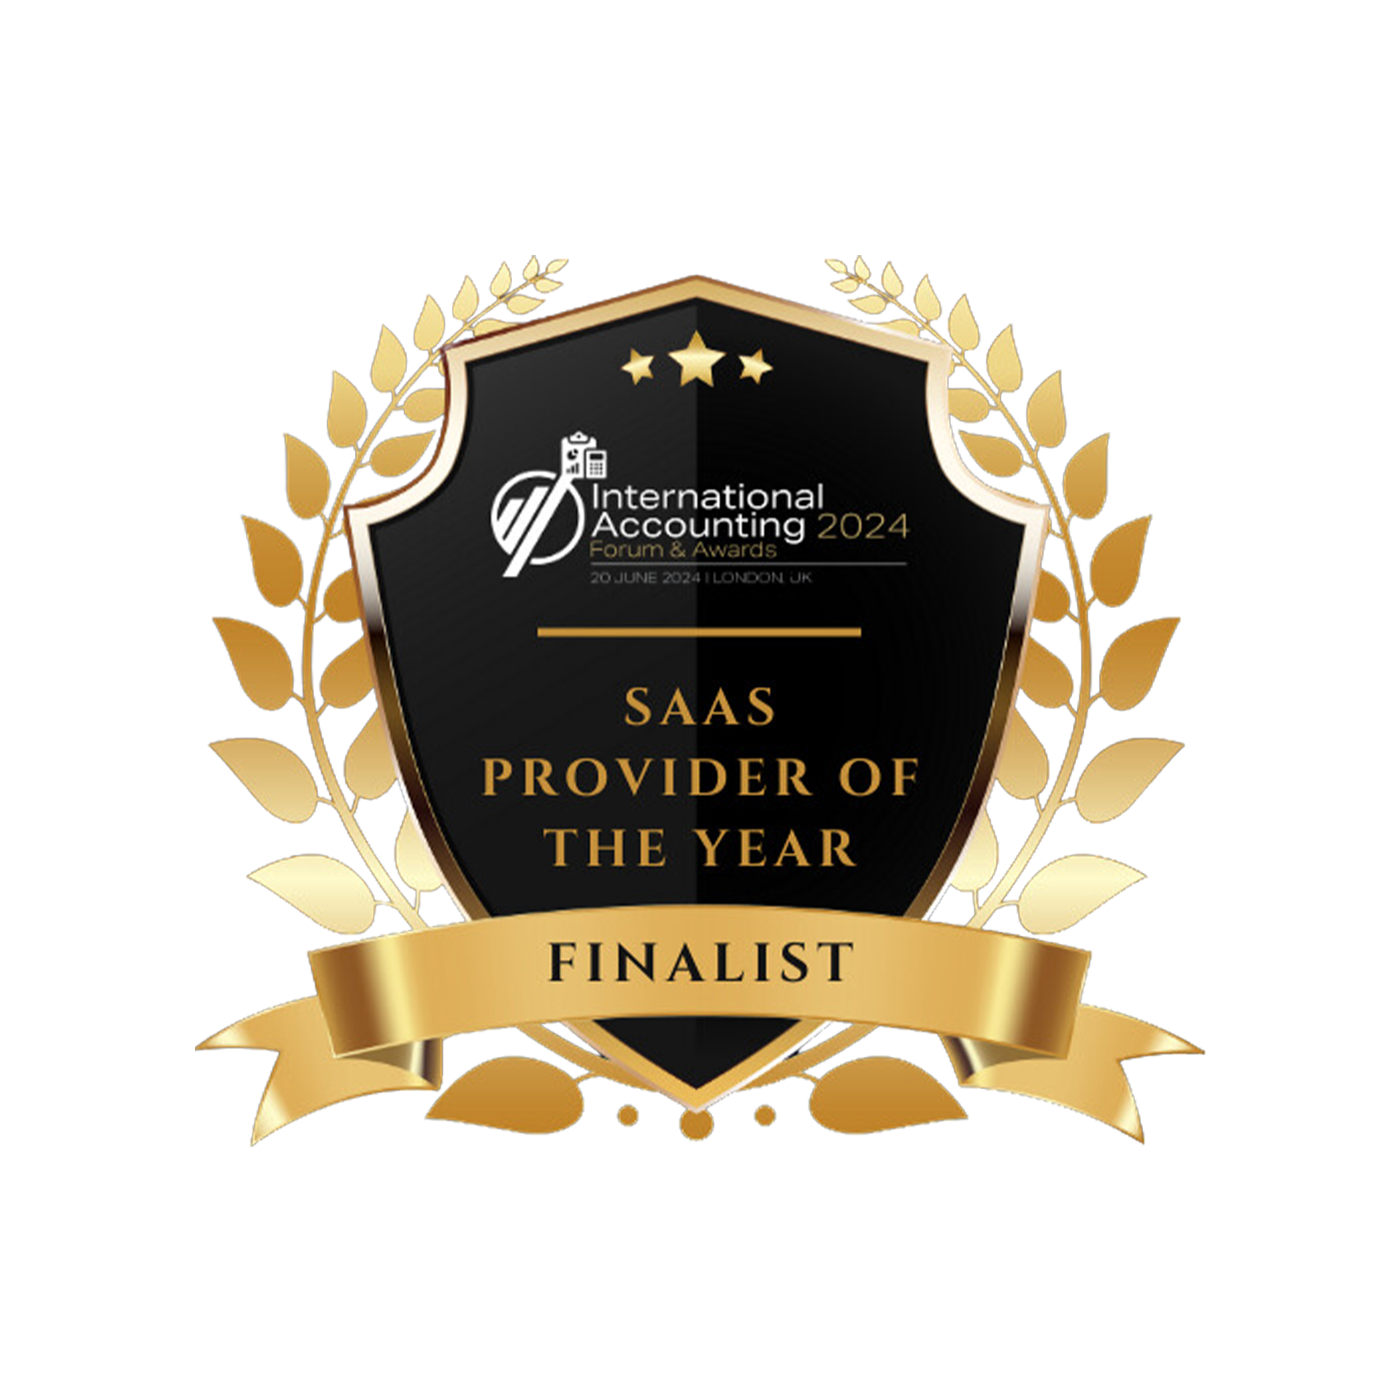 International
Accounting 2024
Forum & Awards
20 JUNE 2024 | LONDON, UK
SAAS
PROVIDER OF
THE YEAR
FINALIST